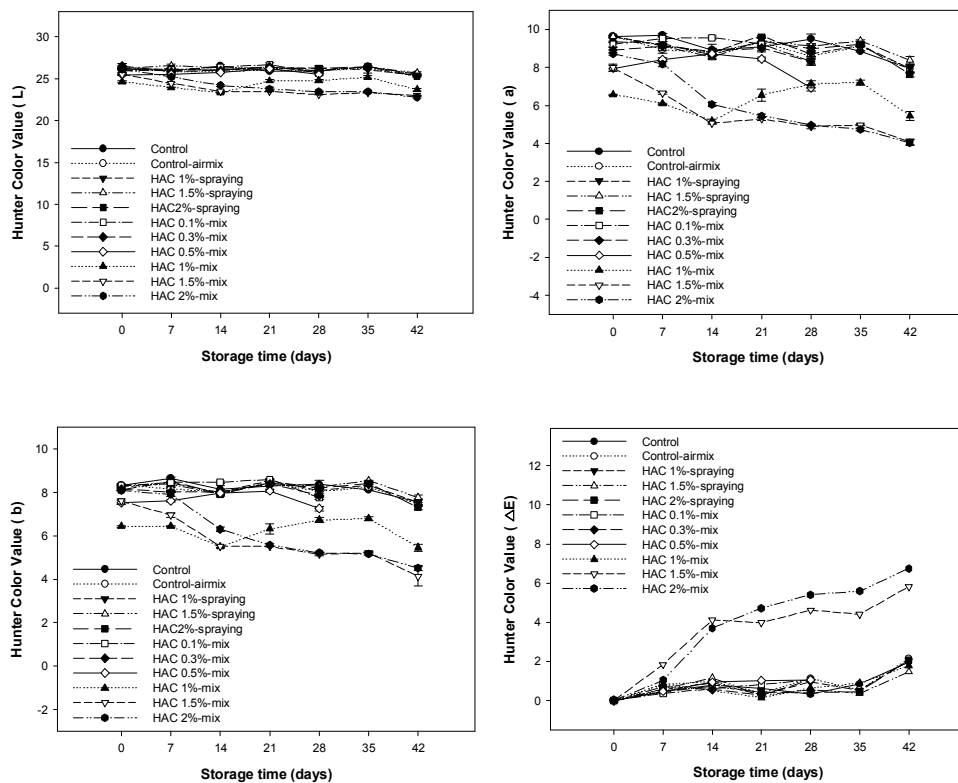 Hunter Color Value ( L)
30
25
20
15
10
5
0
Control
Control-airmix
HAC 1%-spraying
HAC 1.5%-spraying
HAC2%-spraying
HAC 0.1%-mix
HAC 0.3%-mix
HAC 0.5%-mix
HAC 1%-mix
HAC 1.5%-mix
HAC 2%-mix
0 7 14 21 28 35 42
Storage time (days)
Hunter Color Value ( a)
10
8
6
4
2
0
-2
-4
Control
Control-airmix
HAC 1%-spraying
HAC 1.5%-spraying
HAC2%-spraying
HAC 0.1%-mix
HAC 0.3%-mix
HAC 0.5%-mix
HAC 1%-mix
HAC 1.5%-mix
HAC 2%-mix
0 7 14 21 28 35 42
Storage time (days)
Hunter Color Value ( b)
10
8
6
4
2
0
-2
Control
Control-airmix
HAC 1%-spraying
HAC 1.5%-spraying
HAC2%-spraying
HAC 0.1%-mix
HAC 0.3%-mix
HAC 0.5%-mix
HAC 1%-mix
HAC 1.5%-mix
HAC 2%-mix
0 7 14 21 28 35 42
Storage time (days)
Hunter Color Value ( ΔE)
12
10
8
6
4
2
0
Control
Control-airmix
HAC 1%-spraying
HAC 1.5%-spraying
HAC 2%-spraying
HAC 0.1%-mix
HAC 0.3%-mix
HAC 0.5%-mix
HAC 1%-mix
HAC 1.5%-mix
HAC 2%-mix
0 7 14 21 28 35 42
Storage time (days)